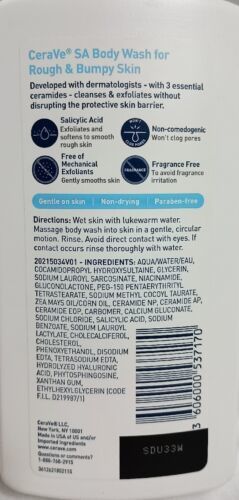 CeraVe® SA Body Wash for
Rough & Bumpy Skin
Developed with dermatologists - with 3 essential
ceramides - cleanses & exfoliates without
disrupting the protective skin barrier.
Salicylic Acid
Exfoliates and
softens to smooth
rough skin
WON'T
CLOG PORES
Non-comedogenic
Won't clog pores
Free of
Mechanical
Exfoliants
Gently smooths skin
FRAGRANCE
Fragrance Free
To avoid fragrance
irritation
Gentle on skin | Non-drying | Paraben-free
Directions: Wet skin with lukewarm water.
Massage body wash into skin in a gentle, circular
motion. Rinse. Avoid direct contact with eyes. If
contact occurs rinse thoroughly with water.
20215034V01 - INGREDIENTS: AQUA/WATER/EAU,
COCAMIDOPROPYL HYDROXYSULTAINE, GLYCERIN,
SODIUM LAUROYL SARCOSINATE, NIACINAMIDE,
GLUCONOLACTONE, PEG-150 PENTAERYTHRITYL
TETRASTEARATE, SODIUM METHYL COCOYL TAURATE,
ZEA MAYS OIL/CORN OIL, CERAMIDE NP, CERAMIDE AP,
CERAMIDE EOP, CARBOMER, CALCIUM GLUCONATE,
SODIUM CHLORIDE, SALICYLIC ACID, SODIUM
BENZOATE, SODIUM LAUROYL
LACTYLATE, CHOLECALCIFEROL,
CHOLESTEROL,
PHENOXYETHANOL, DISODIUM
EDTA, TETRASODIUM EDTA,
HYDROLYZED HYALURONIC
ACID, PHYTOSPHINGOSINE,
XANTHAN GUM,
ETHYLHEXYLGLYCERIN (CODE
F.I.L. D219987/1)
3 606000 537170
CeraVe® LLC
New York, NY 10001
Made in USA of US and/or
Imported Ingredients
www.cerave.com
Questions or comments?
1-888-768-2915
SDU33W